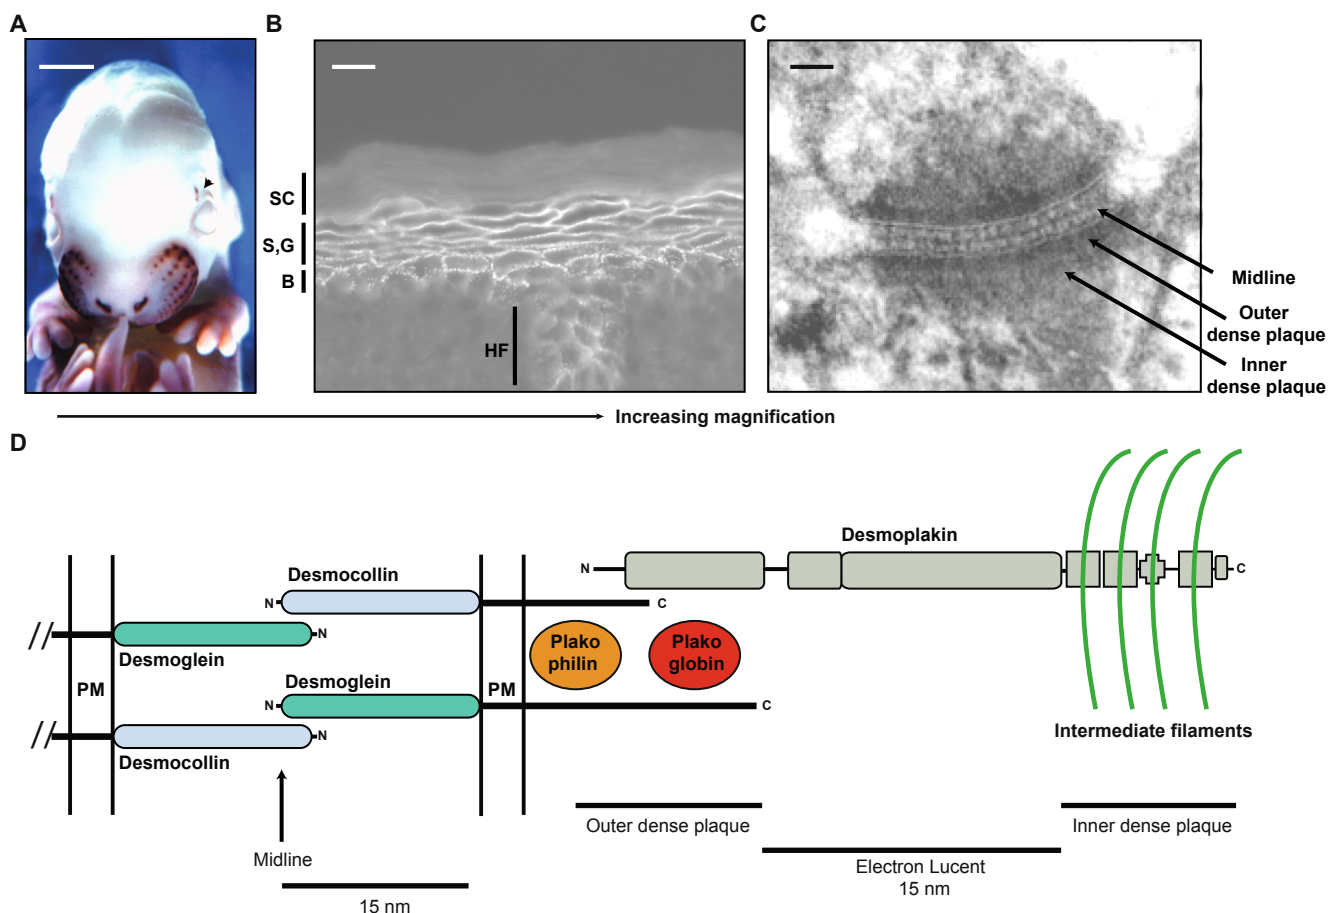 A
B
C
SC
S,G
B
HF
Midline
Outer
dense plaque
Inner
dense plaque
Increasing magnification
D
Desmoplakin
N
C
Desmocollin
N
C
N
Desmoglein
Plako
philin
Plako
globin
PM
Desmoglein
PM
N
C
N
Desmocollin
Intermediate filaments
Outer dense plaque
Inner dense plaque
Midline
Electron Lucent
15 nm
15 nm